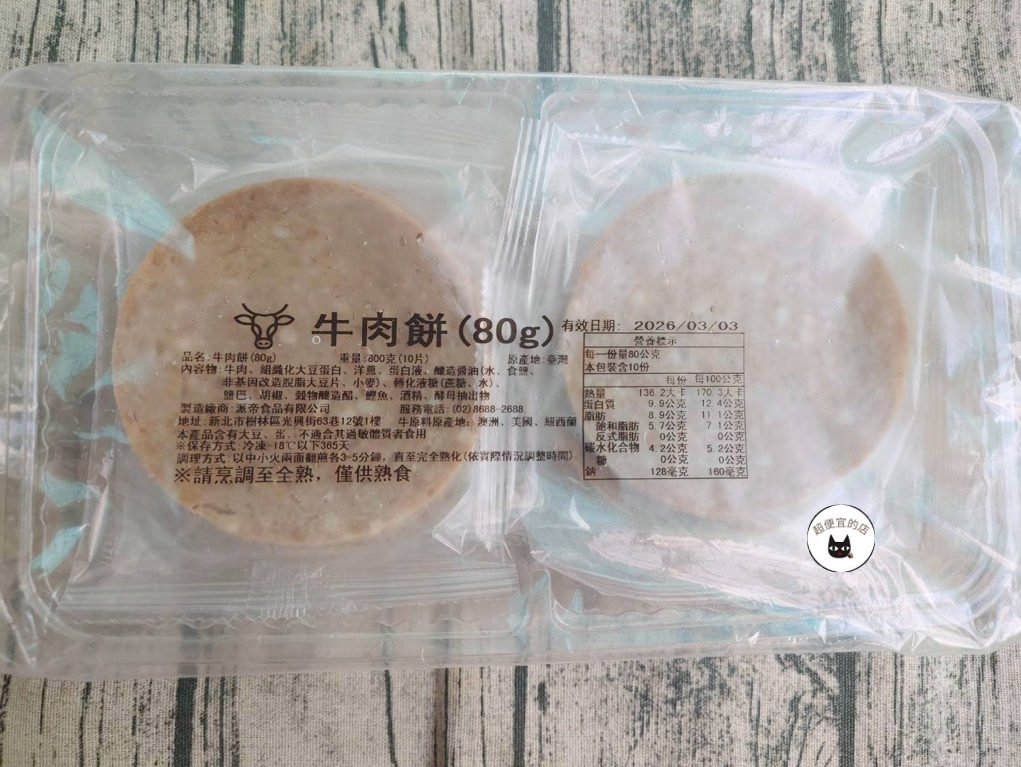 牛肉餅(80g)
有效日期: 2026/03/03
品名:牛肉餅(80g) 重量:800克(10片) 原產地:臺灣
內容物:牛肉、組織化大豆蛋白、洋蔥、蛋白液、釀造醬油(水、食鹽、
非基因改造脫脂大豆片、小麥)、轉化液糖(蔗糖、水)、
鹽巴、胡椒、穀物釀造醋、鰹魚、酒精、酵母抽出物
製造廠商:派帝食品有限公司 服務電話:(02)8688-2688
地址:新北市樹林區光興街63巷12號1樓 牛原料原產地:澳洲、美國、紐西蘭
本產品含有大豆、蛋、不適合其過敏體質者食用
※保存方式:冷凍-18℃以下365天
調理方式:以中小火兩面翻煎各3-5分鐘,直至完全熟化(依實際情況調整時間)
※請烹調至全熟,僅供熟食
營養標示
每一份量80公克
本包裝含10份
每份 每100公克
熱量 136.2大卡 170.3大卡
蛋白質 9.9公克 12.4公克
脂肪 8.9公克 11.1公克
飽和脂肪 5.7公克 7.1公克
反式脂肪 0公克 0公克
碳水化合物 4.2公克 5.2公克
糖 0公克 0公克
鈉 128毫克 160毫克
超便宜的店